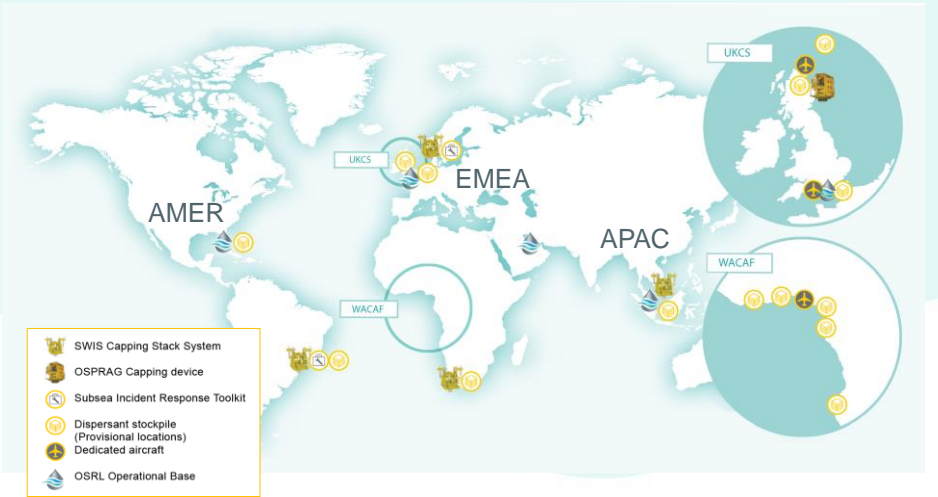 UKCS
UKCS
EMEA
AMER
APAC
WACAF
WACAF
SWIS Capping Stack System
OSPRAG Capping device
Subsea Incident Response Toolkit
Dispersant stockpile
(Provisional locations)
Dedicated aircraft
OSRL Operational Base